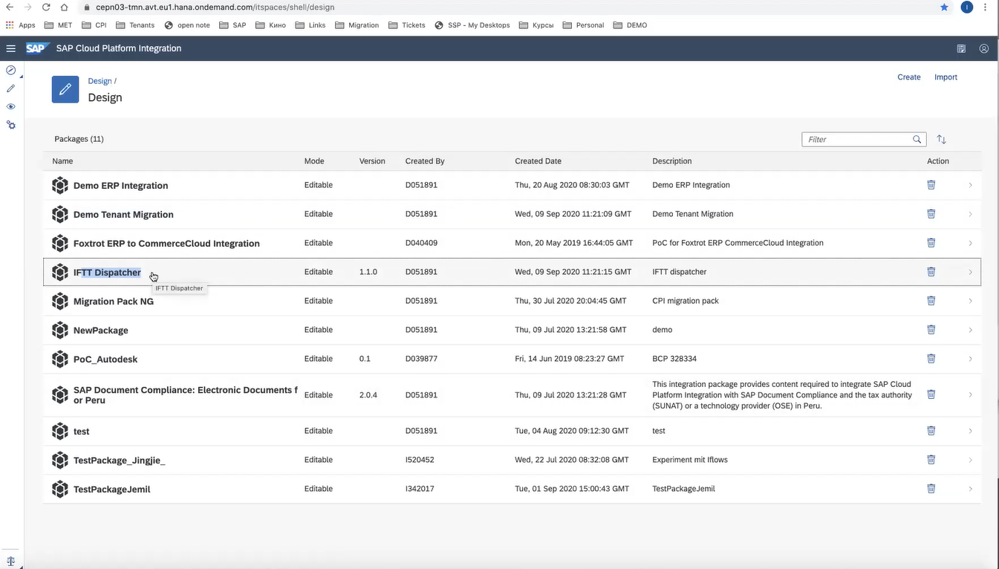 cepn03-tmn.avt.eu1.hana.ondemand.com/itspaces/shell/design
I
Apps MET CPI Tenants open note SAP Кино Links Migration Tickets SSP - My Desktops Курсы Personal DEMO
SAP SAP Cloud Platform Integration
Design /
Design
Create Import
Packages (11)
Filter
Name Mode Version Created By Created Date Description Action
Demo ERP Integration Editable D051891 Thu, 20 Aug 2020 08:30:03 GMT Demo ERP Integration
Demo Tenant Migration Editable D051891 Wed, 09 Sep 2020 11:21:09 GMT Demo Tenant Migration
Foxtrot ERP to CommerceCloud Integration Editable D040409 Mon, 20 May 2019 16:44:05 GMT PoC for Foxtrot ERP CommerceCloud Integration
IFTT Dispatcher Editable 1.1.0 D051891 Wed, 09 Sep 2020 11:21:15 GMT IFTT dispatcher
IFTT Dispatcher
Migration Pack NG Editable D051891 Thu, 30 Jul 2020 20:04:45 GMT CPI migration pack
NewPackage Editable D051891 Thu, 09 Jul 2020 13:21:58 GMT demo
PoC_Autodesk Editable 0.1 D039877 Fri, 14 Jun 2019 08:23:27 GMT BCP 328334
SAP Document Compliance: Electronic Documents f
or Peru
Editable 2.0.4 D051891 Thu, 09 Jul 2020 13:21:28 GMT
This integration package provides content required to integrate SAP Cloud
Platform Integration with SAP Document Compliance and the tax authority
(SUNAT) or a technology provider (OSE) in Peru.
test Editable D051891 Tue, 04 Aug 2020 09:12:30 GMT test
TestPackage_Jingjie_ Editable I520452 Wed, 22 Jul 2020 08:32:08 GMT Experiment mit Iflows
TestPackageJemil Editable I342017 Tue, 01 Sep 2020 15:00:43 GMT TestPackageJemil